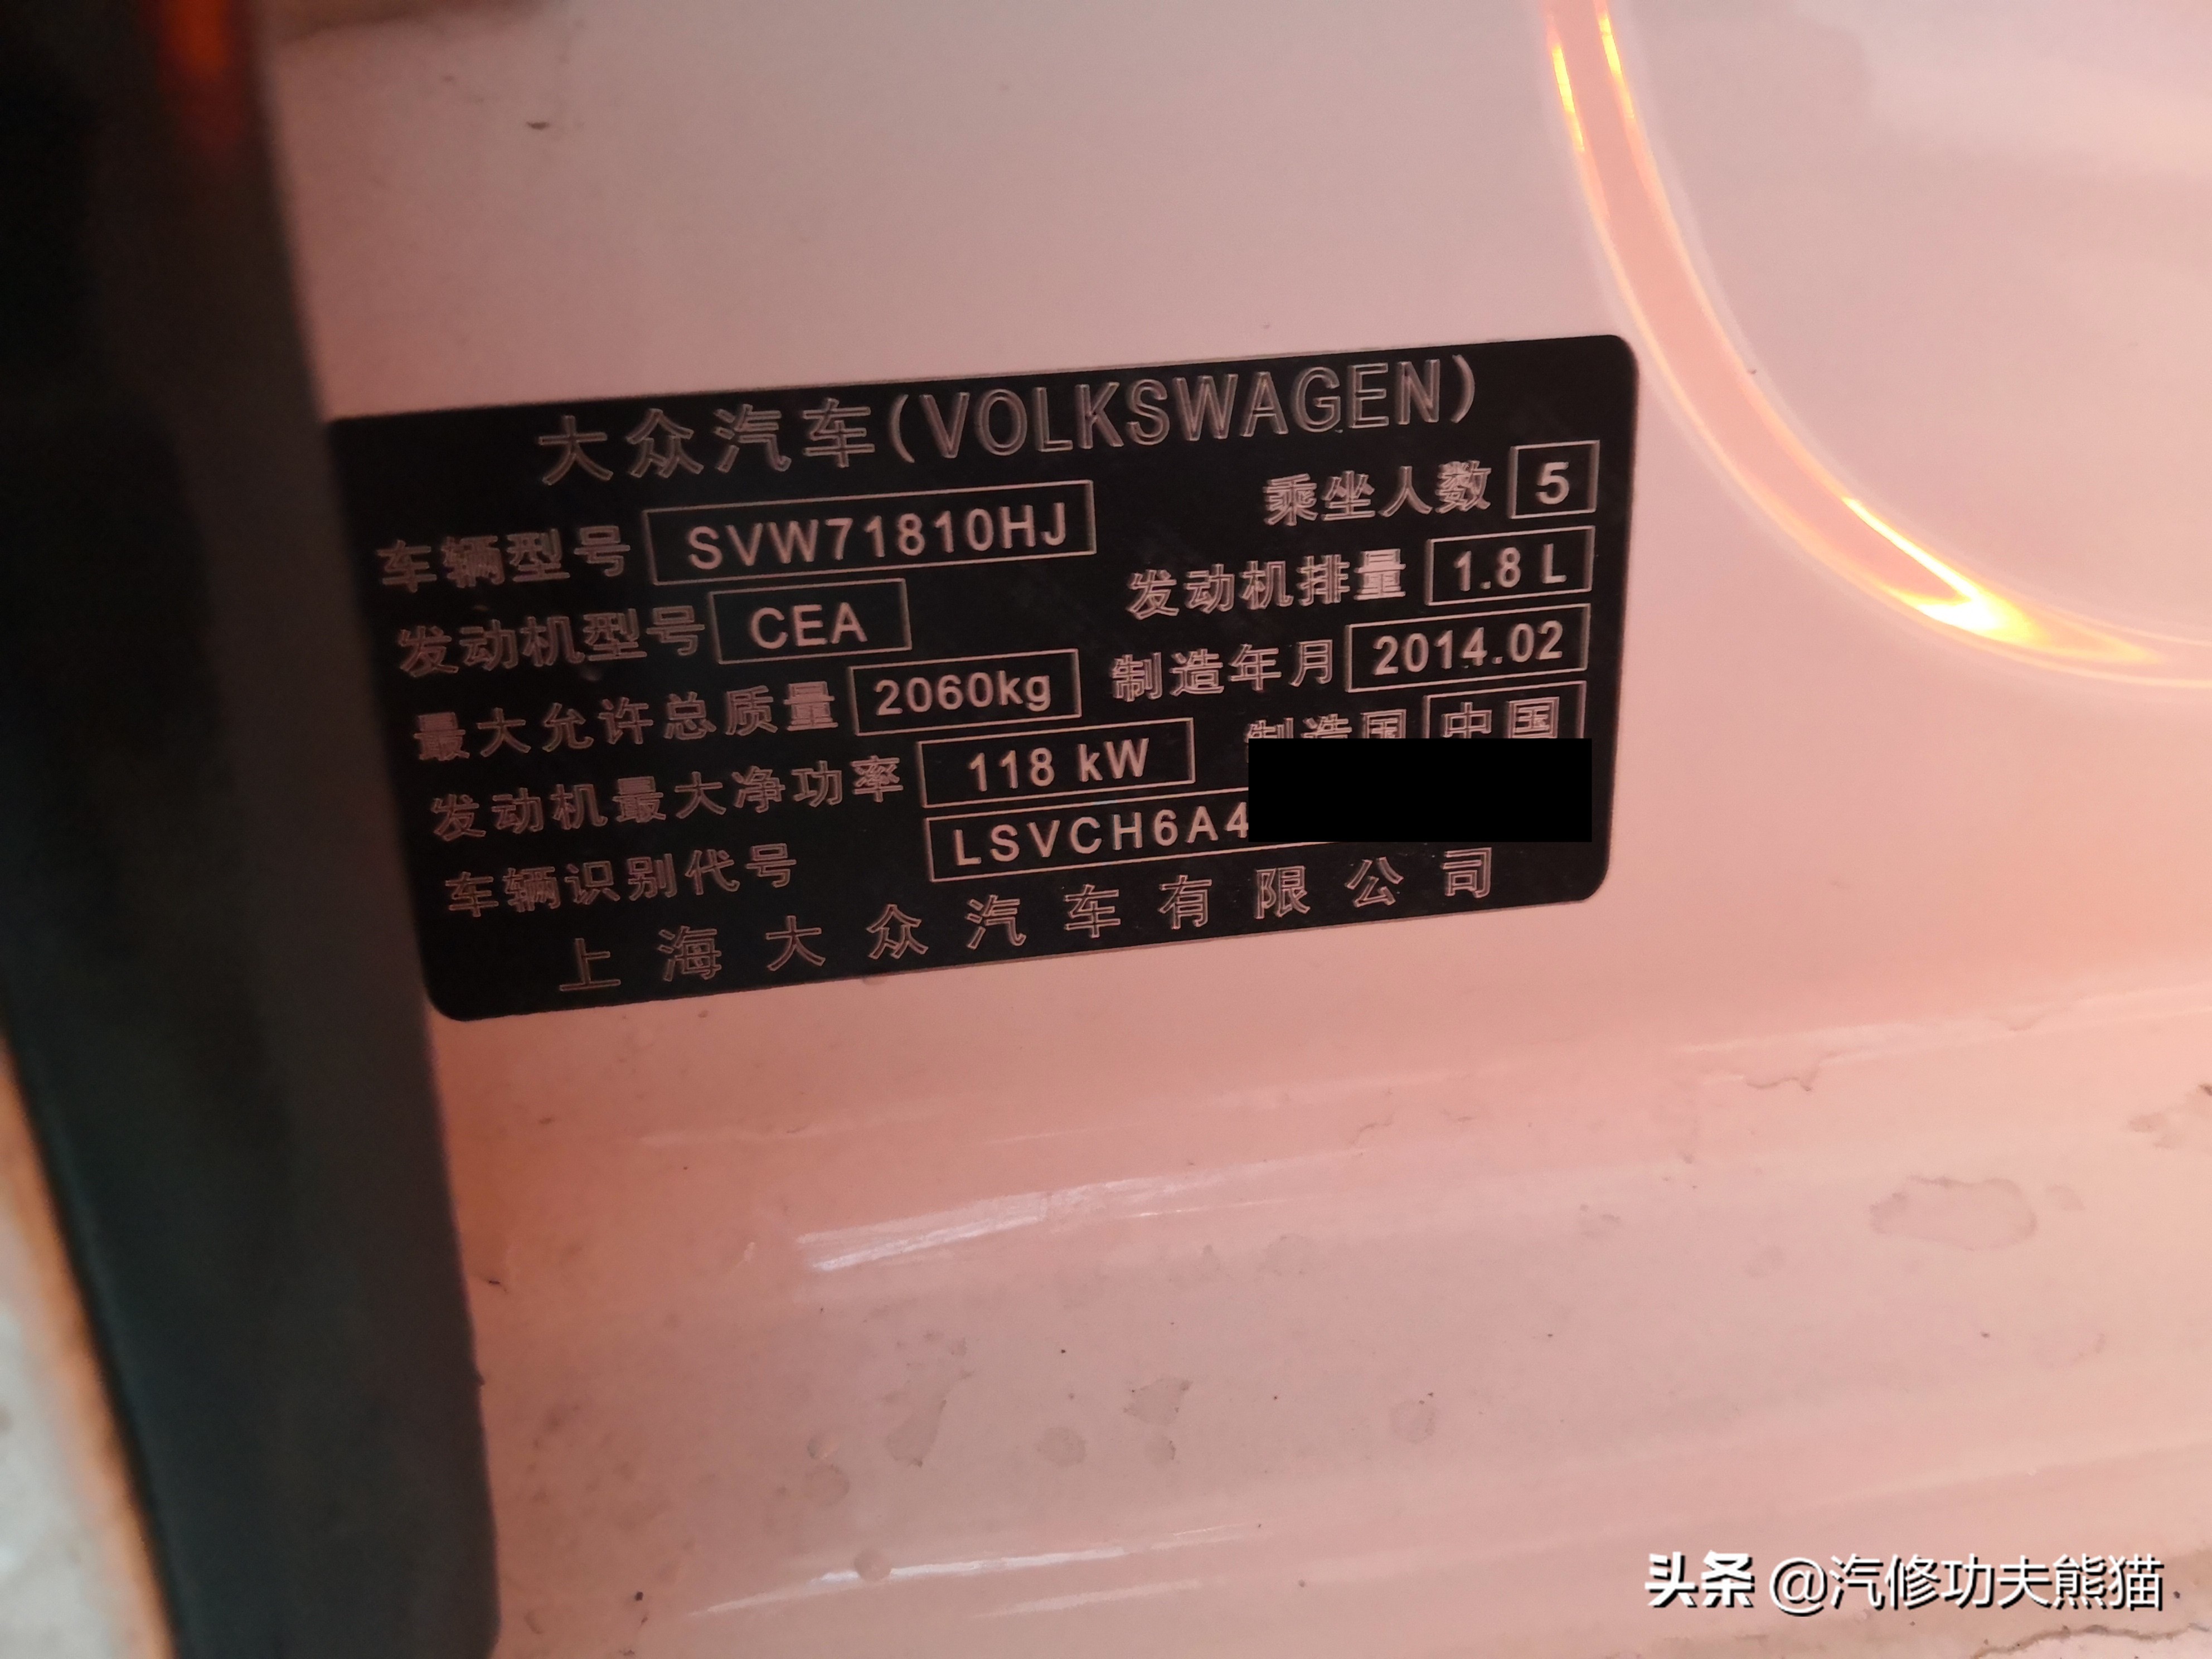 大众汽车(VOLKSWAGEN)
车辆型号 SVW71810HJ 乘坐人数 5
发动机型号 CEA 发动机排量 1.8 L
最大允许总质量 2060kg 制造年月 2014.02
发动机最大净功率 118 kW 制造国 中国
车辆识别代号 LSVCH6A4
上海大众汽车有限公司
头条 @汽修功夫熊猫